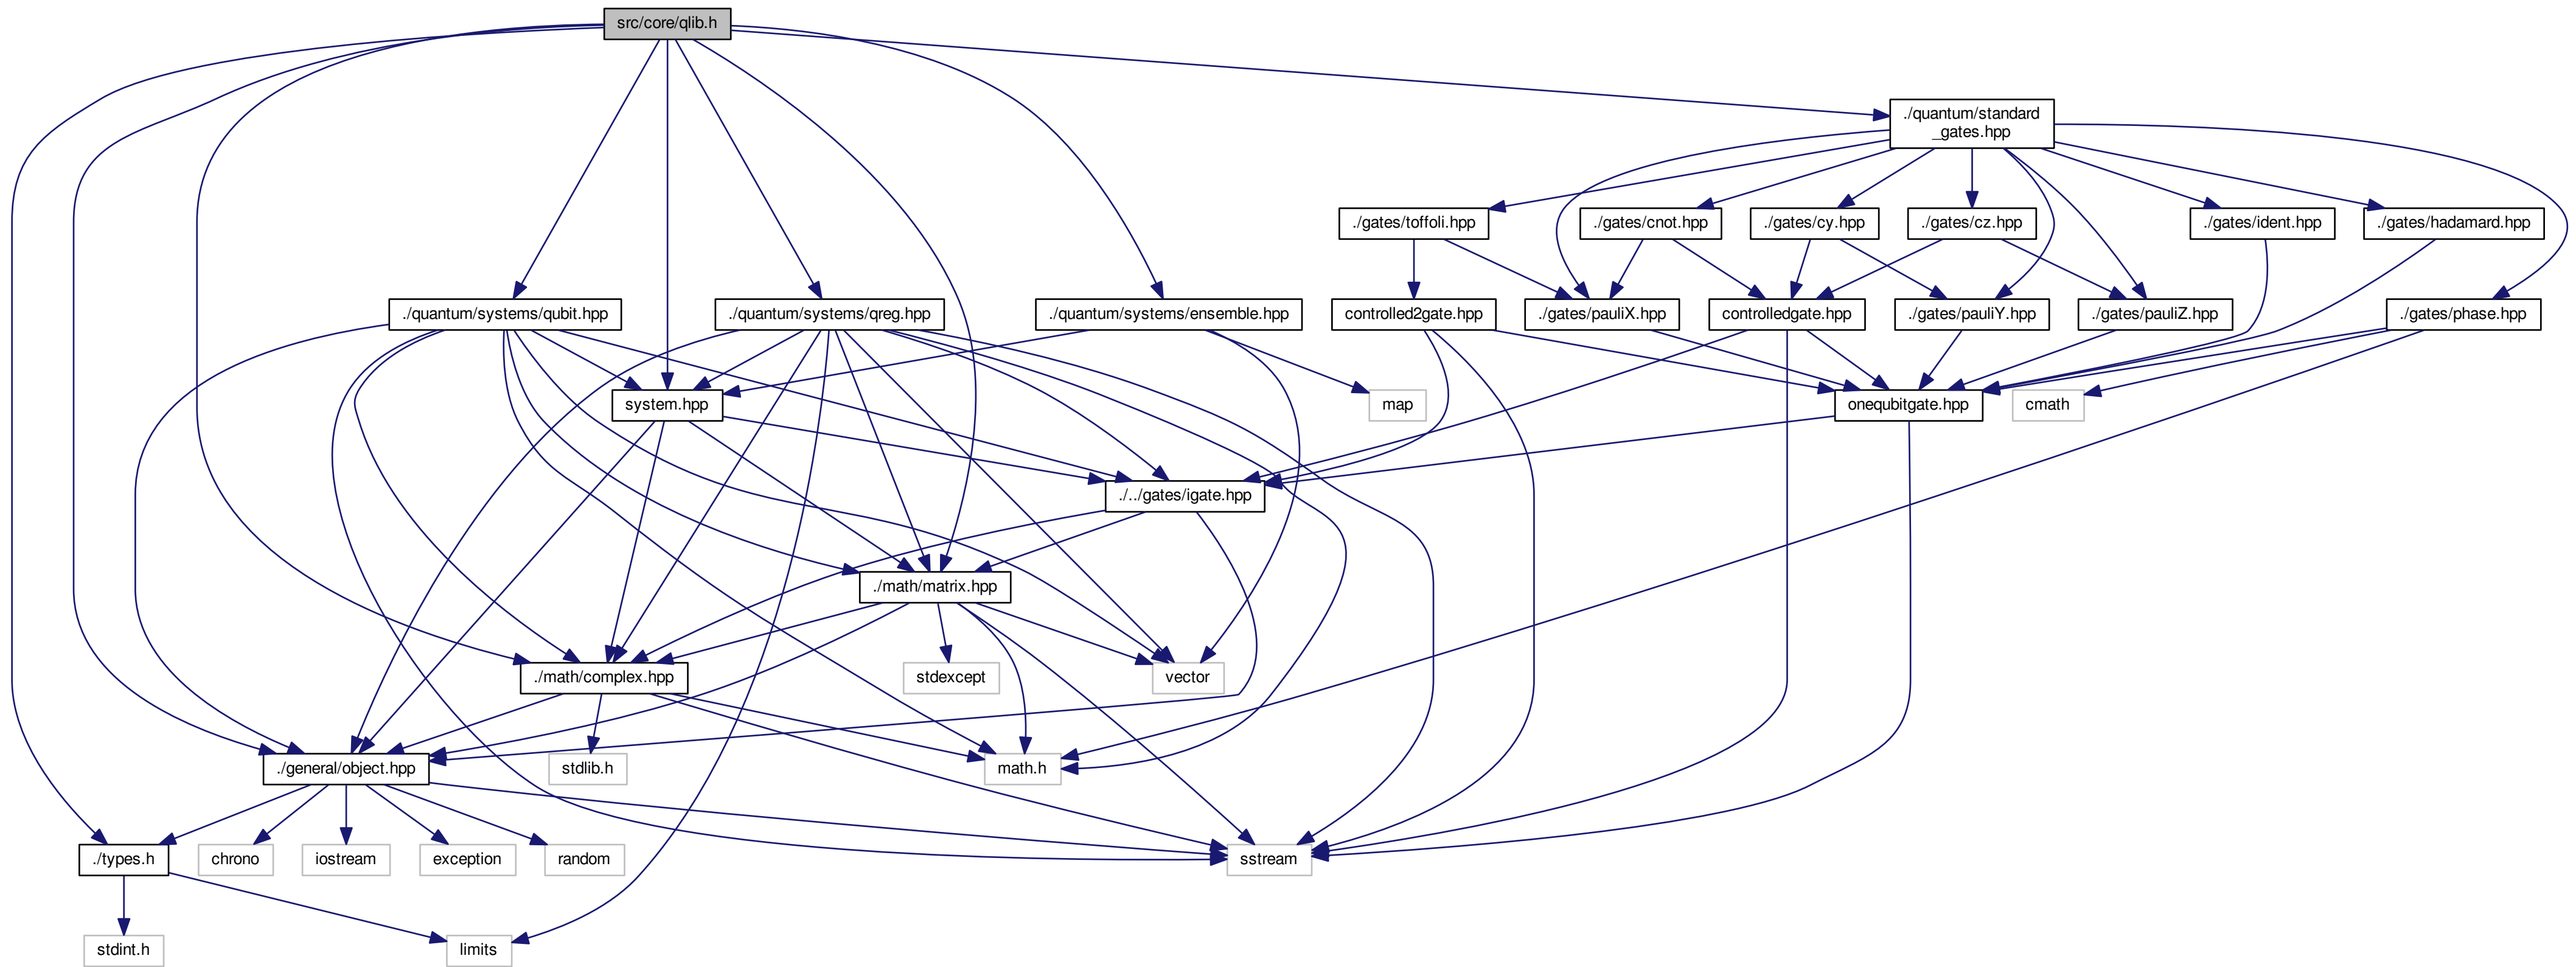 src/core/qlib.h
./quantum/standard
_gates.hpp
./gates/toffoli.hpp
./gates/cnot.hpp
./gates/cy.hpp
./gates/cz.hpp
./gates/ident.hpp
./gates/hadamard.hpp
./quantum/systems/qubit.hpp
./quantum/systems/qreg.hpp
./quantum/systems/ensemble.hpp
controlled2gate.hpp
./gates/pauliX.hpp
controlledgate.hpp
./gates/pauliY.hpp
./gates/pauliZ.hpp
./gates/phase.hpp
system.hpp
map
onequbitgate.hpp
cmath
./../gates/igate.hpp
./math/matrix.hpp
./math/complex.hpp
stdexcept
vector
./general/object.hpp
stdlib.h
math.h
./types.h
chrono
iostream
exception
random
sstream
stdint.h
limits